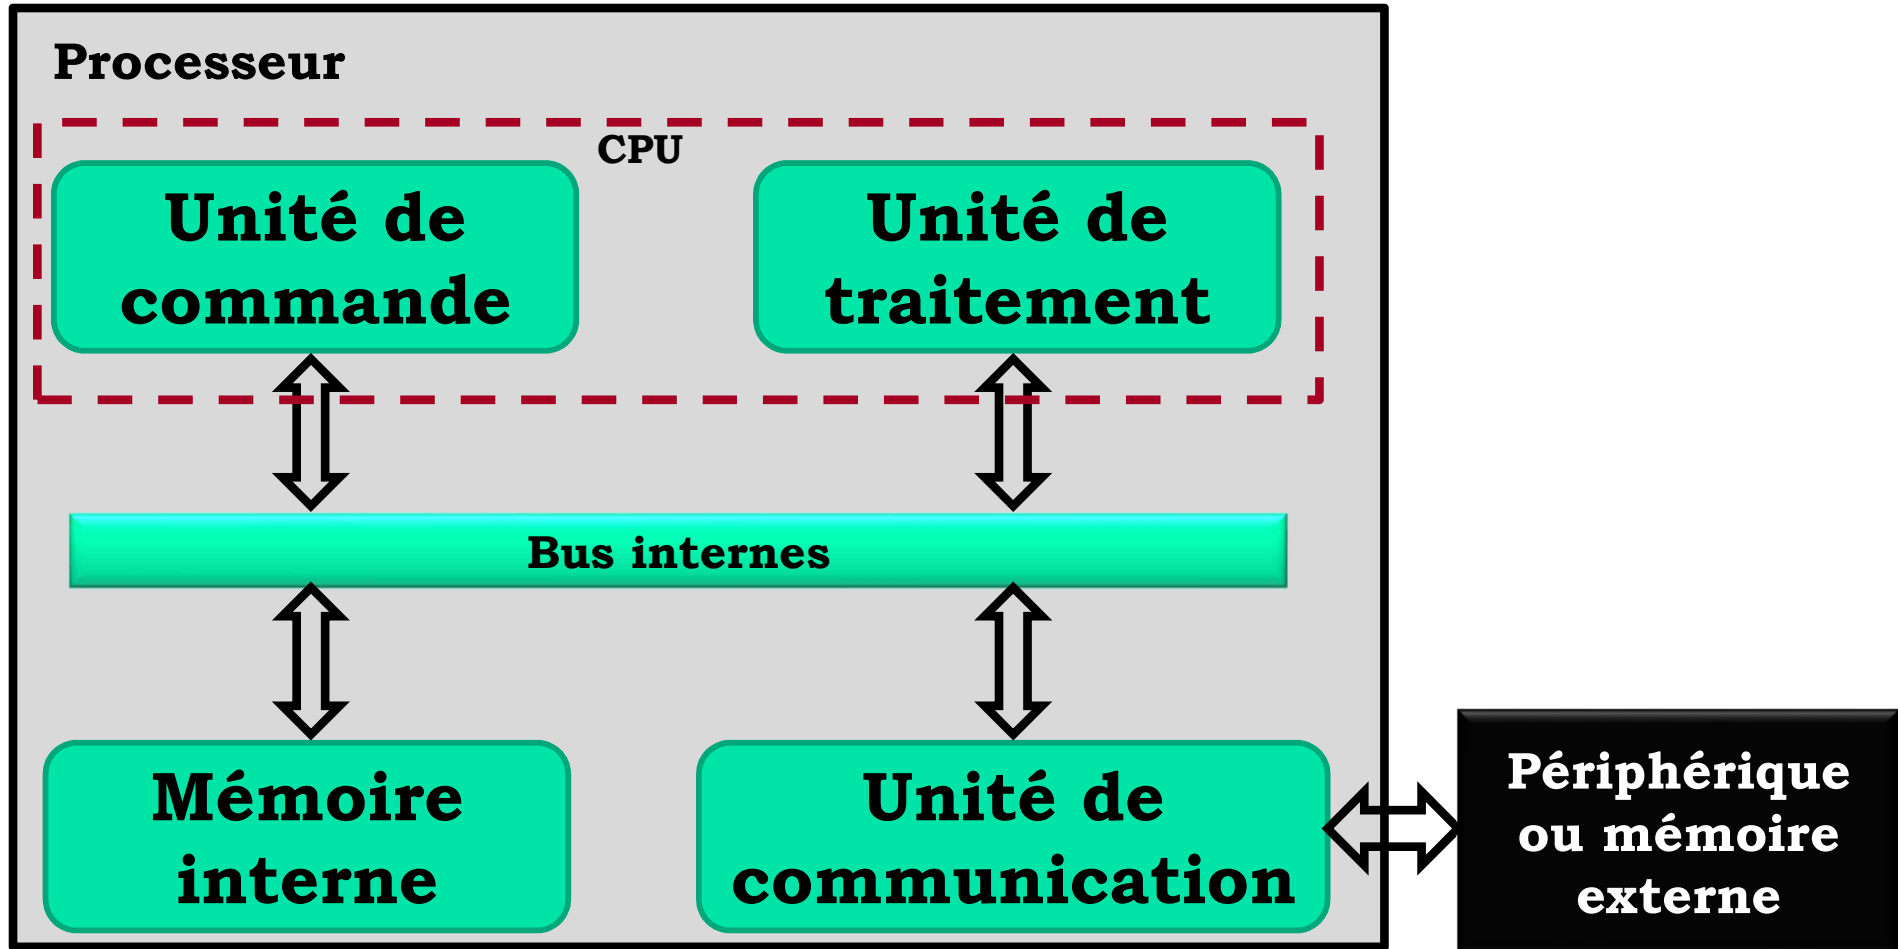 Processeur
CPU
Unité de
commande
Unité de
traitement
Bus internes
Mémoire
interne
Unité de
communication
Périphérique
ou mémoire
externe